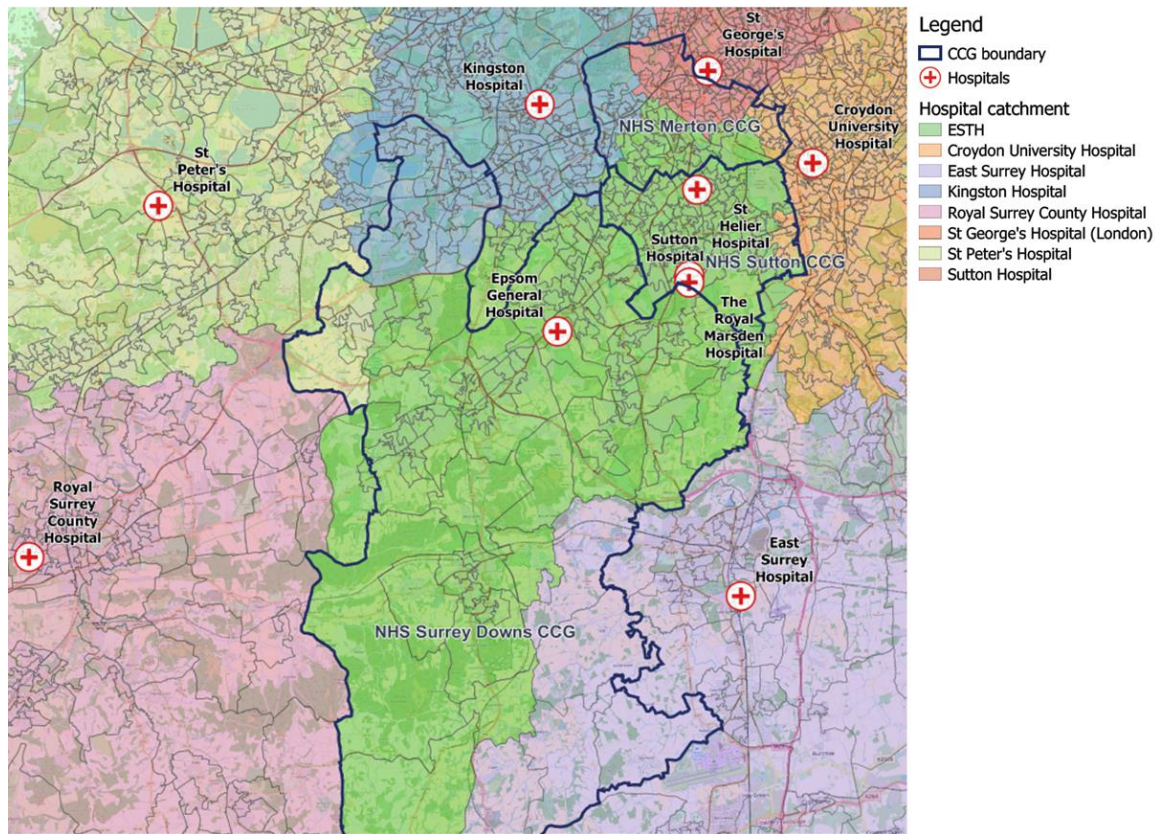 St
George's
Hospital
Kingston
Hospital
NHS Merton CCG
Croydon
University
Hospital
St
Peter's
Hospital
St
Helier
Hospital
Sutton
Hospital
NHS Sutton CCG
Epsom
General
Hospital
The
Royal
Marsden
Hospital
Royal
Surrey
County
Hospital
East
Surrey
Hospital
NHS Surrey Downs CCG
Legend
CCG boundary
Hospitals
Hospital catchment
ESTH
Croydon University Hospital
East Surrey Hospital
Kingston Hospital
Royal Surrey County Hospital
St George's Hospital (London)
St Peter's Hospital
Sutton Hospital